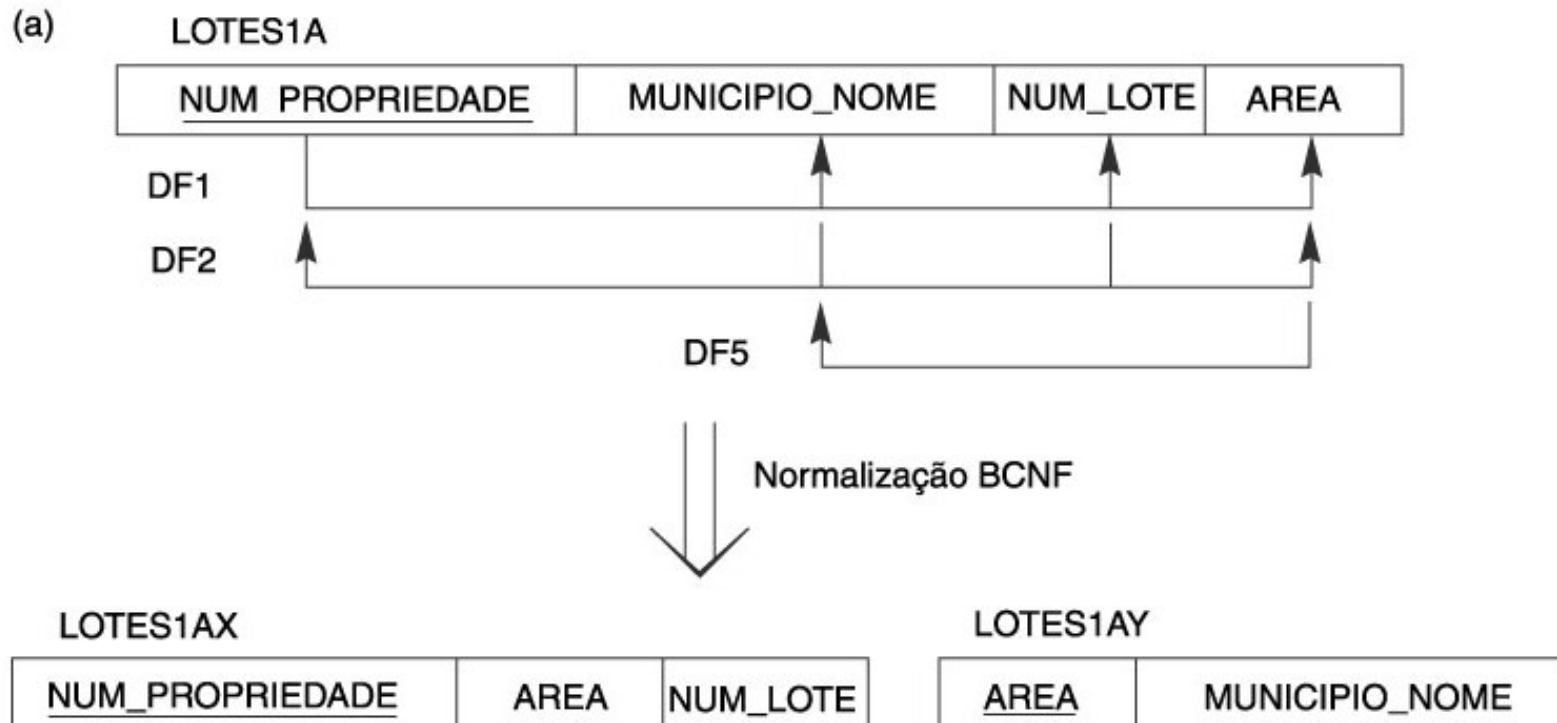 (a)
LOTES1A
NUM PROPRIEDADE MUNICIPIO_NOME NUM_LOTE AREA
DF1
DF2
DF5
Normalização BCNF
LOTES1AX
LOTES1AY
NUM_PROPRIEDADE AREA NUM_LOTE
AREA MUNICIPIO_NOME